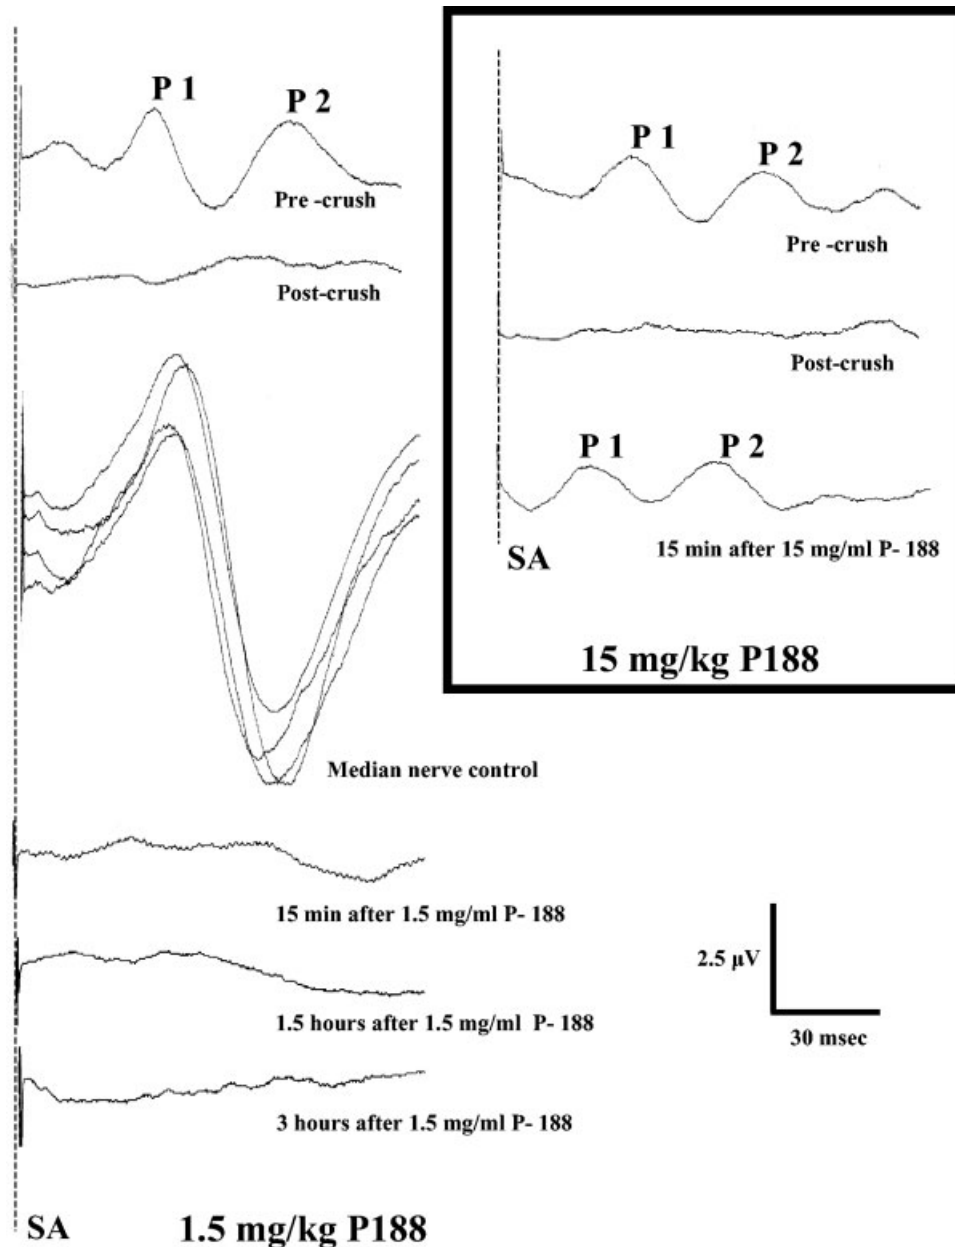 P 1
P 2
Pre -crush
Post-crush
Median nerve control
15 min after 1.5 mg/ml P- 188
1.5 hours after 1.5 mg/ml P- 188
3 hours after 1.5 mg/ml P- 188
SA
1.5 mg/kg P188
P 1
P 2
Pre -crush
Post-crush
P 1
P 2
SA
15 min after 15 mg/ml P- 188
15 mg/kg P188
2.5 µV
30 msec